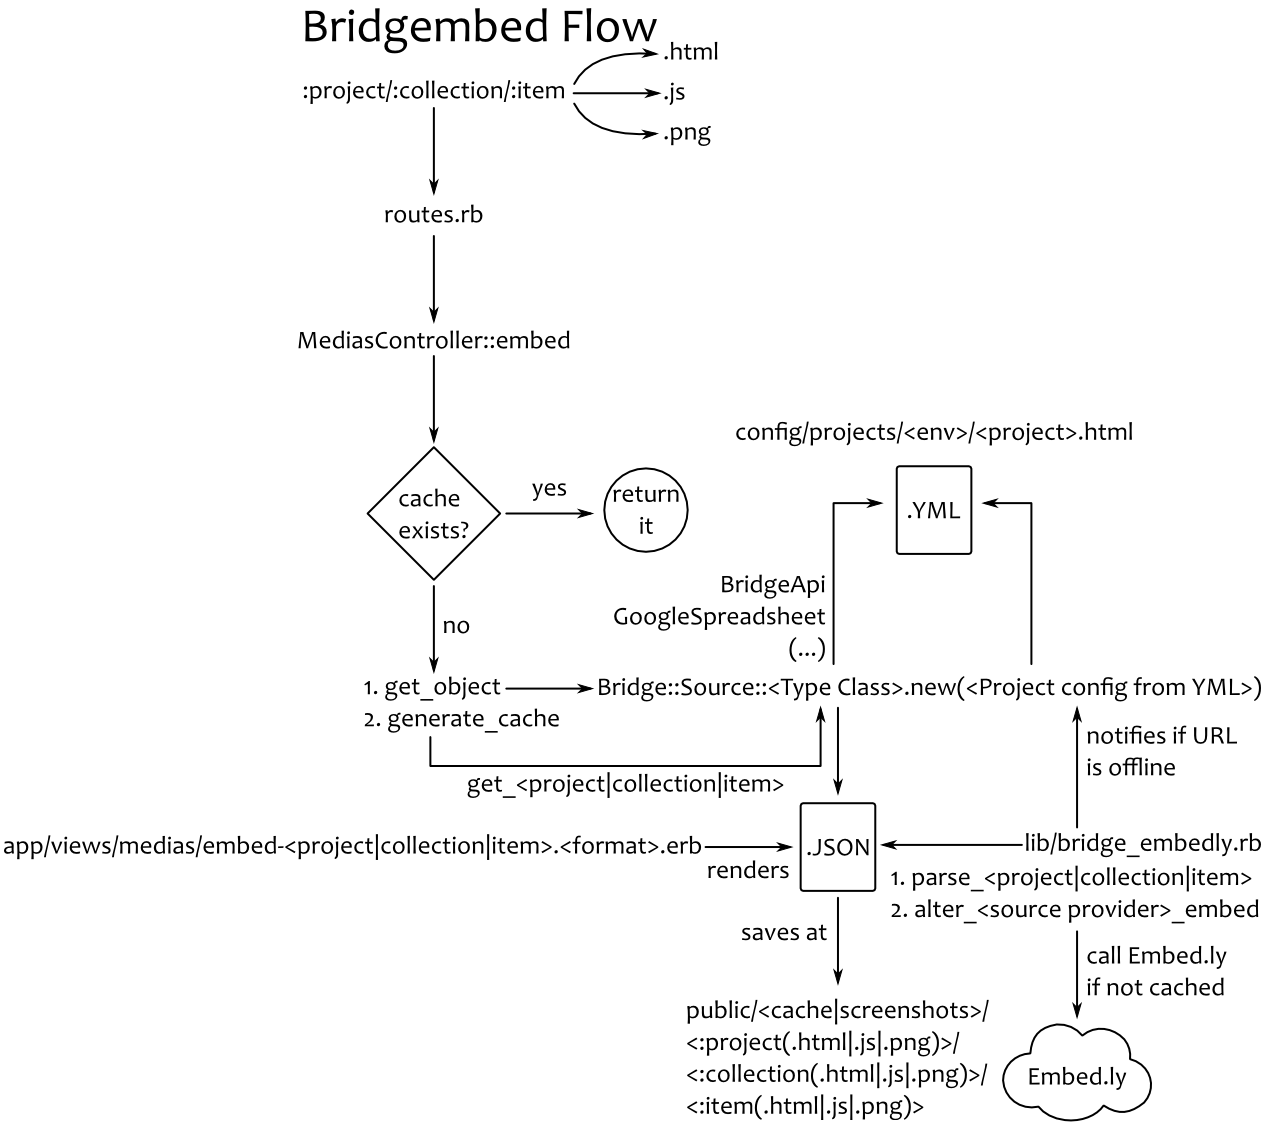 Bridgembed Flow
.html
:project/:collection/:item
.js
.png
routes.rb
MediasController::embed
config/projects/<env>/<project>.html
cache
exists?
yes
return
it
.YML
BridgeApi
GoogleSpreadsheet
(...)
no
1. get_object
2. generate_cache
Bridge::Source::<Type Class>.new(<Project config from YML>)
get_<project|collection|item>
notifies if URL
is offline
app/views/medias/embed-<project|collection|item>.<format>.erb
renders
.JSON
lib/bridge_embedly.rb
1. parse_<project|collection|item>
2. alter_<source provider>_embed
saves at
call Embed.ly
if not cached
public/<cache|screenshots>/
<:project(.html|.js|.png)>/
<:collection(.html|.js|.png)>/
<:item(.html|.js|.png)>
Embed.ly